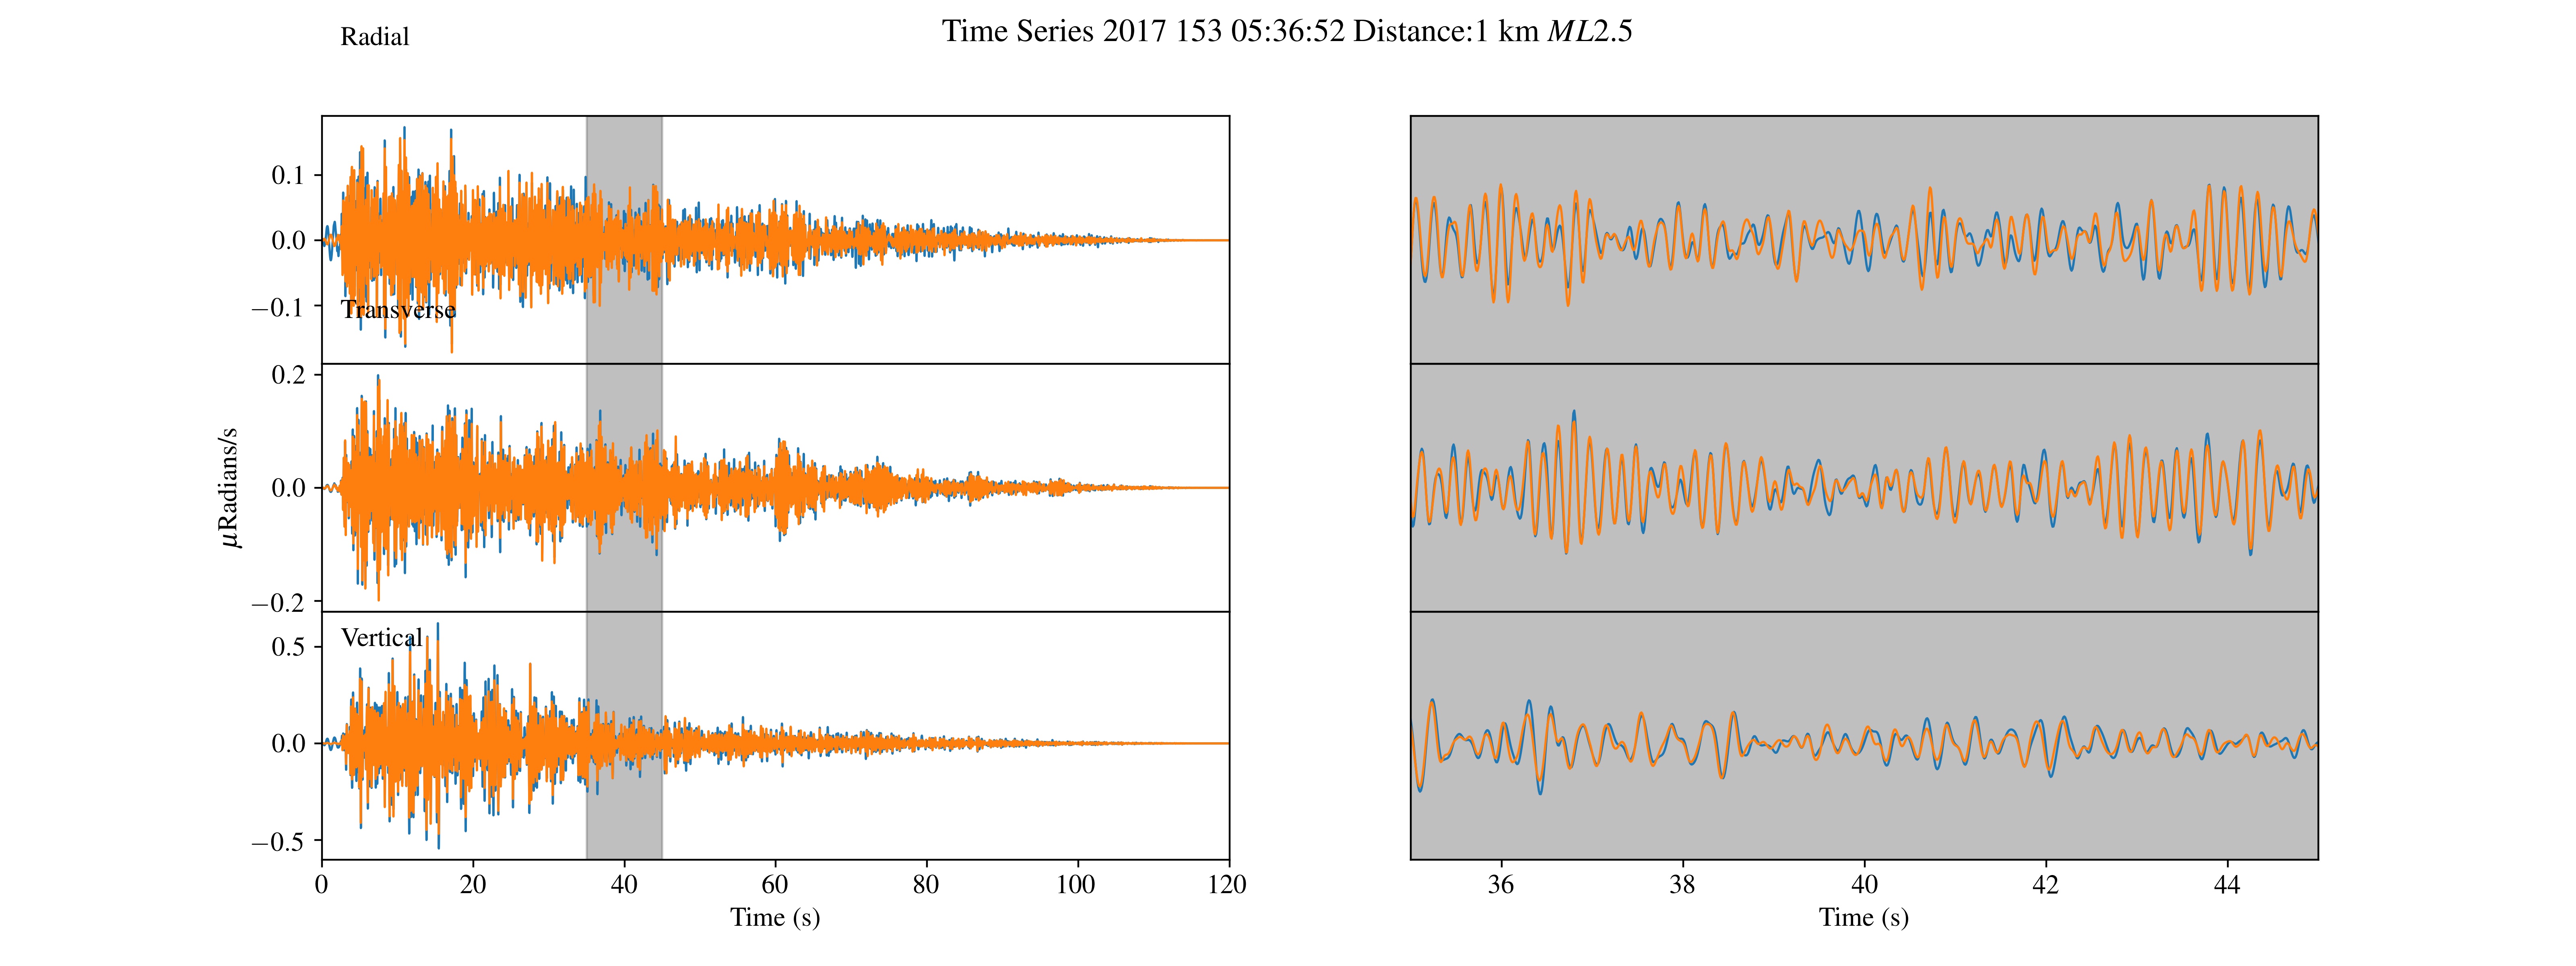 Time Series 2017 153 05:36:52 Distance:1 km ML2.5
Radial
0.1
0.0
−0.1
Transverse
0.2
0.0
−0.2
μRadians/s
Vertical
0.5
0.0
−0.5
0 20 40 60 80 100 120
Time (s)
36 38 40 42 44
Time (s)